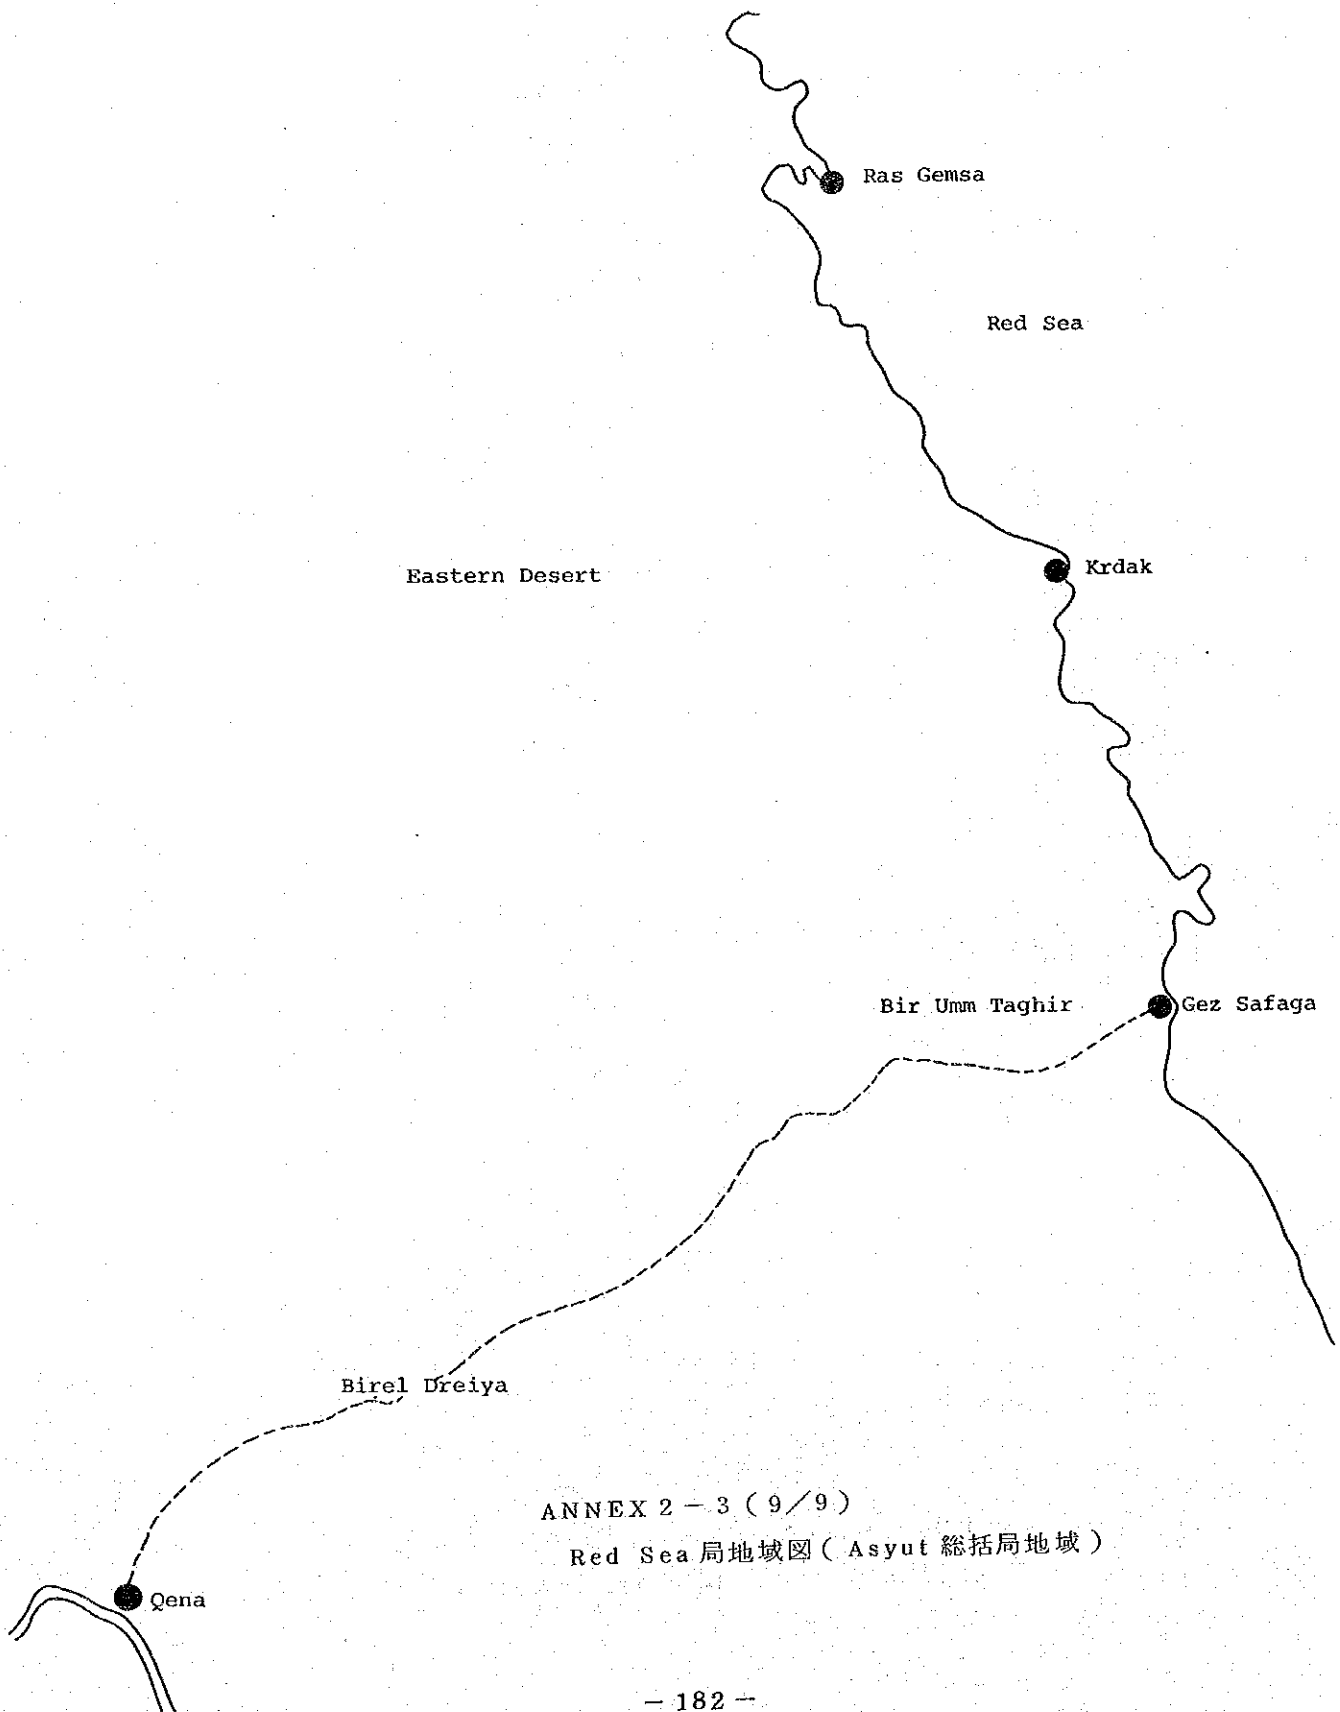 Ras Gemsa
Red Sea
Eastern Desert
Krdak
Bir Umm Taghir
Gez Safaga
Birel Dreiya
ANNEX 2－3（9／9）
Red Sea 局地域図（Asyut 総括局地域）
Qena
－182－